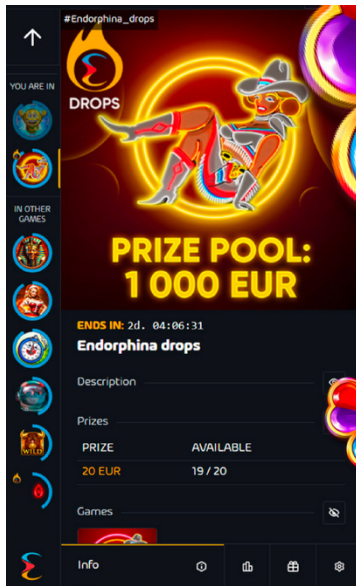 #Endorphina_drops
DROPS
YOU ARE IN
IN OTHER
GAMES
WILD
PRIZE POOL:
1 000 EUR
ENDS IN: 2d. 04:06:31
Endorphina drops
Description
Prizes
PRIZE AVAILABLE
20 EUR 19 / 20
Games
Info